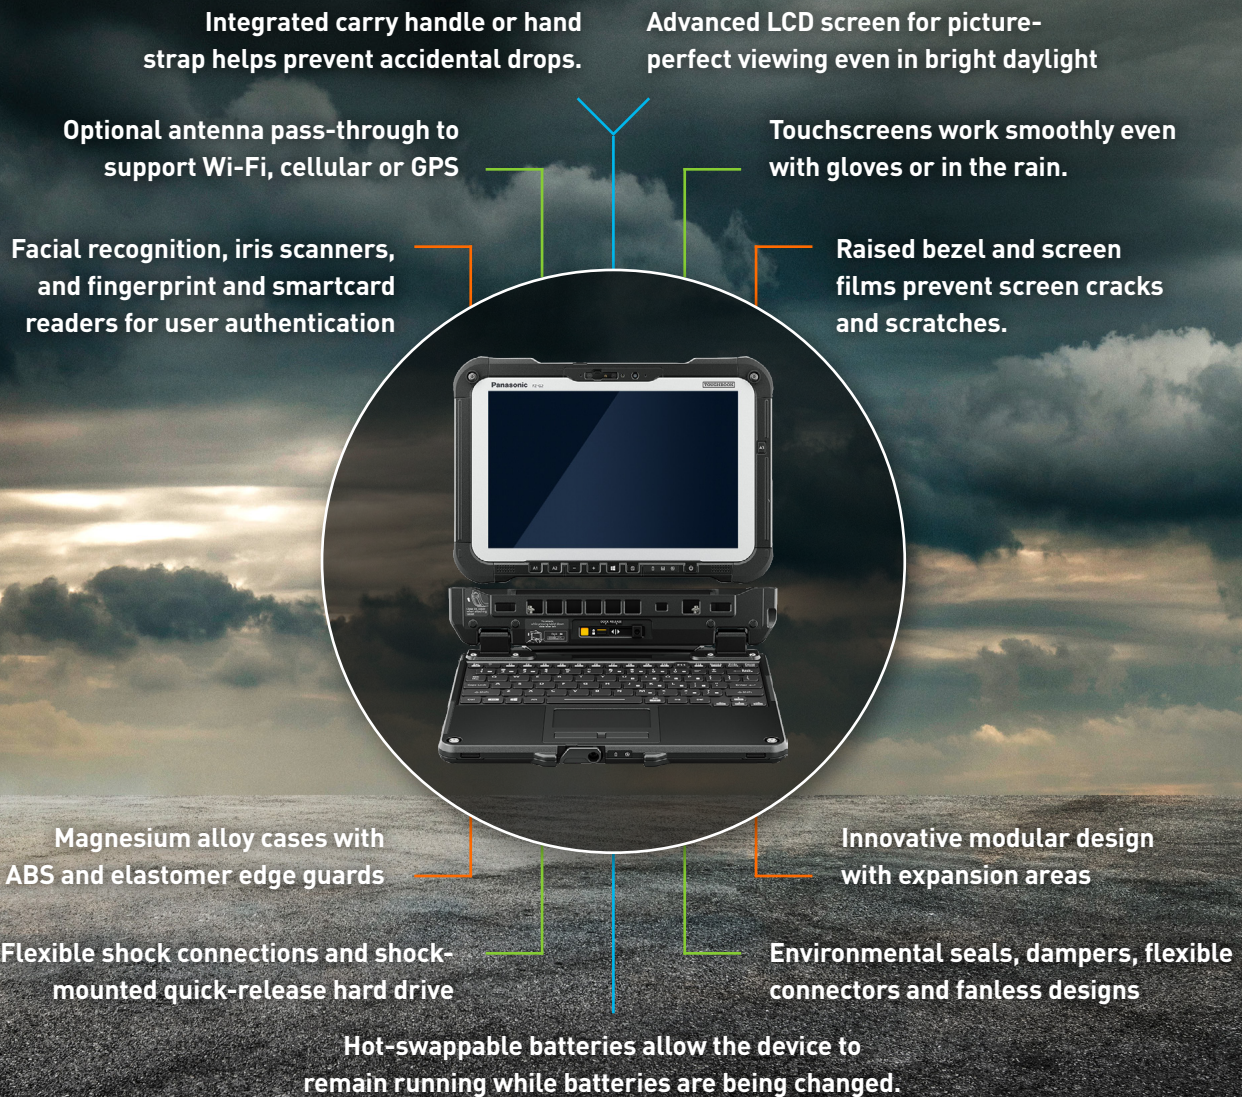 Integrated carry handle or hand
strap helps prevent accidental drops.
Advanced LCD screen for picture-
perfect viewing even in bright daylight
Optional antenna pass-through to
support Wi-Fi, cellular or GPS
Touchscreens work smoothly even
with gloves or in the rain.
Facial recognition, iris scanners,
and fingerprint and smartcard
readers for user authentication
Raised bezel and screen
films prevent screen cracks
and scratches.
Panasonic
TOUGHBOOK
A1 A2 − +
Magnesium alloy cases with
ABS and elastomer edge guards
Innovative modular design
with expansion areas
Flexible shock connections and shock-
mounted quick-release hard drive
Environmental seals, dampers, flexible
connectors and fanless designs
Hot-swappable batteries allow the device to
remain running while batteries are being changed.